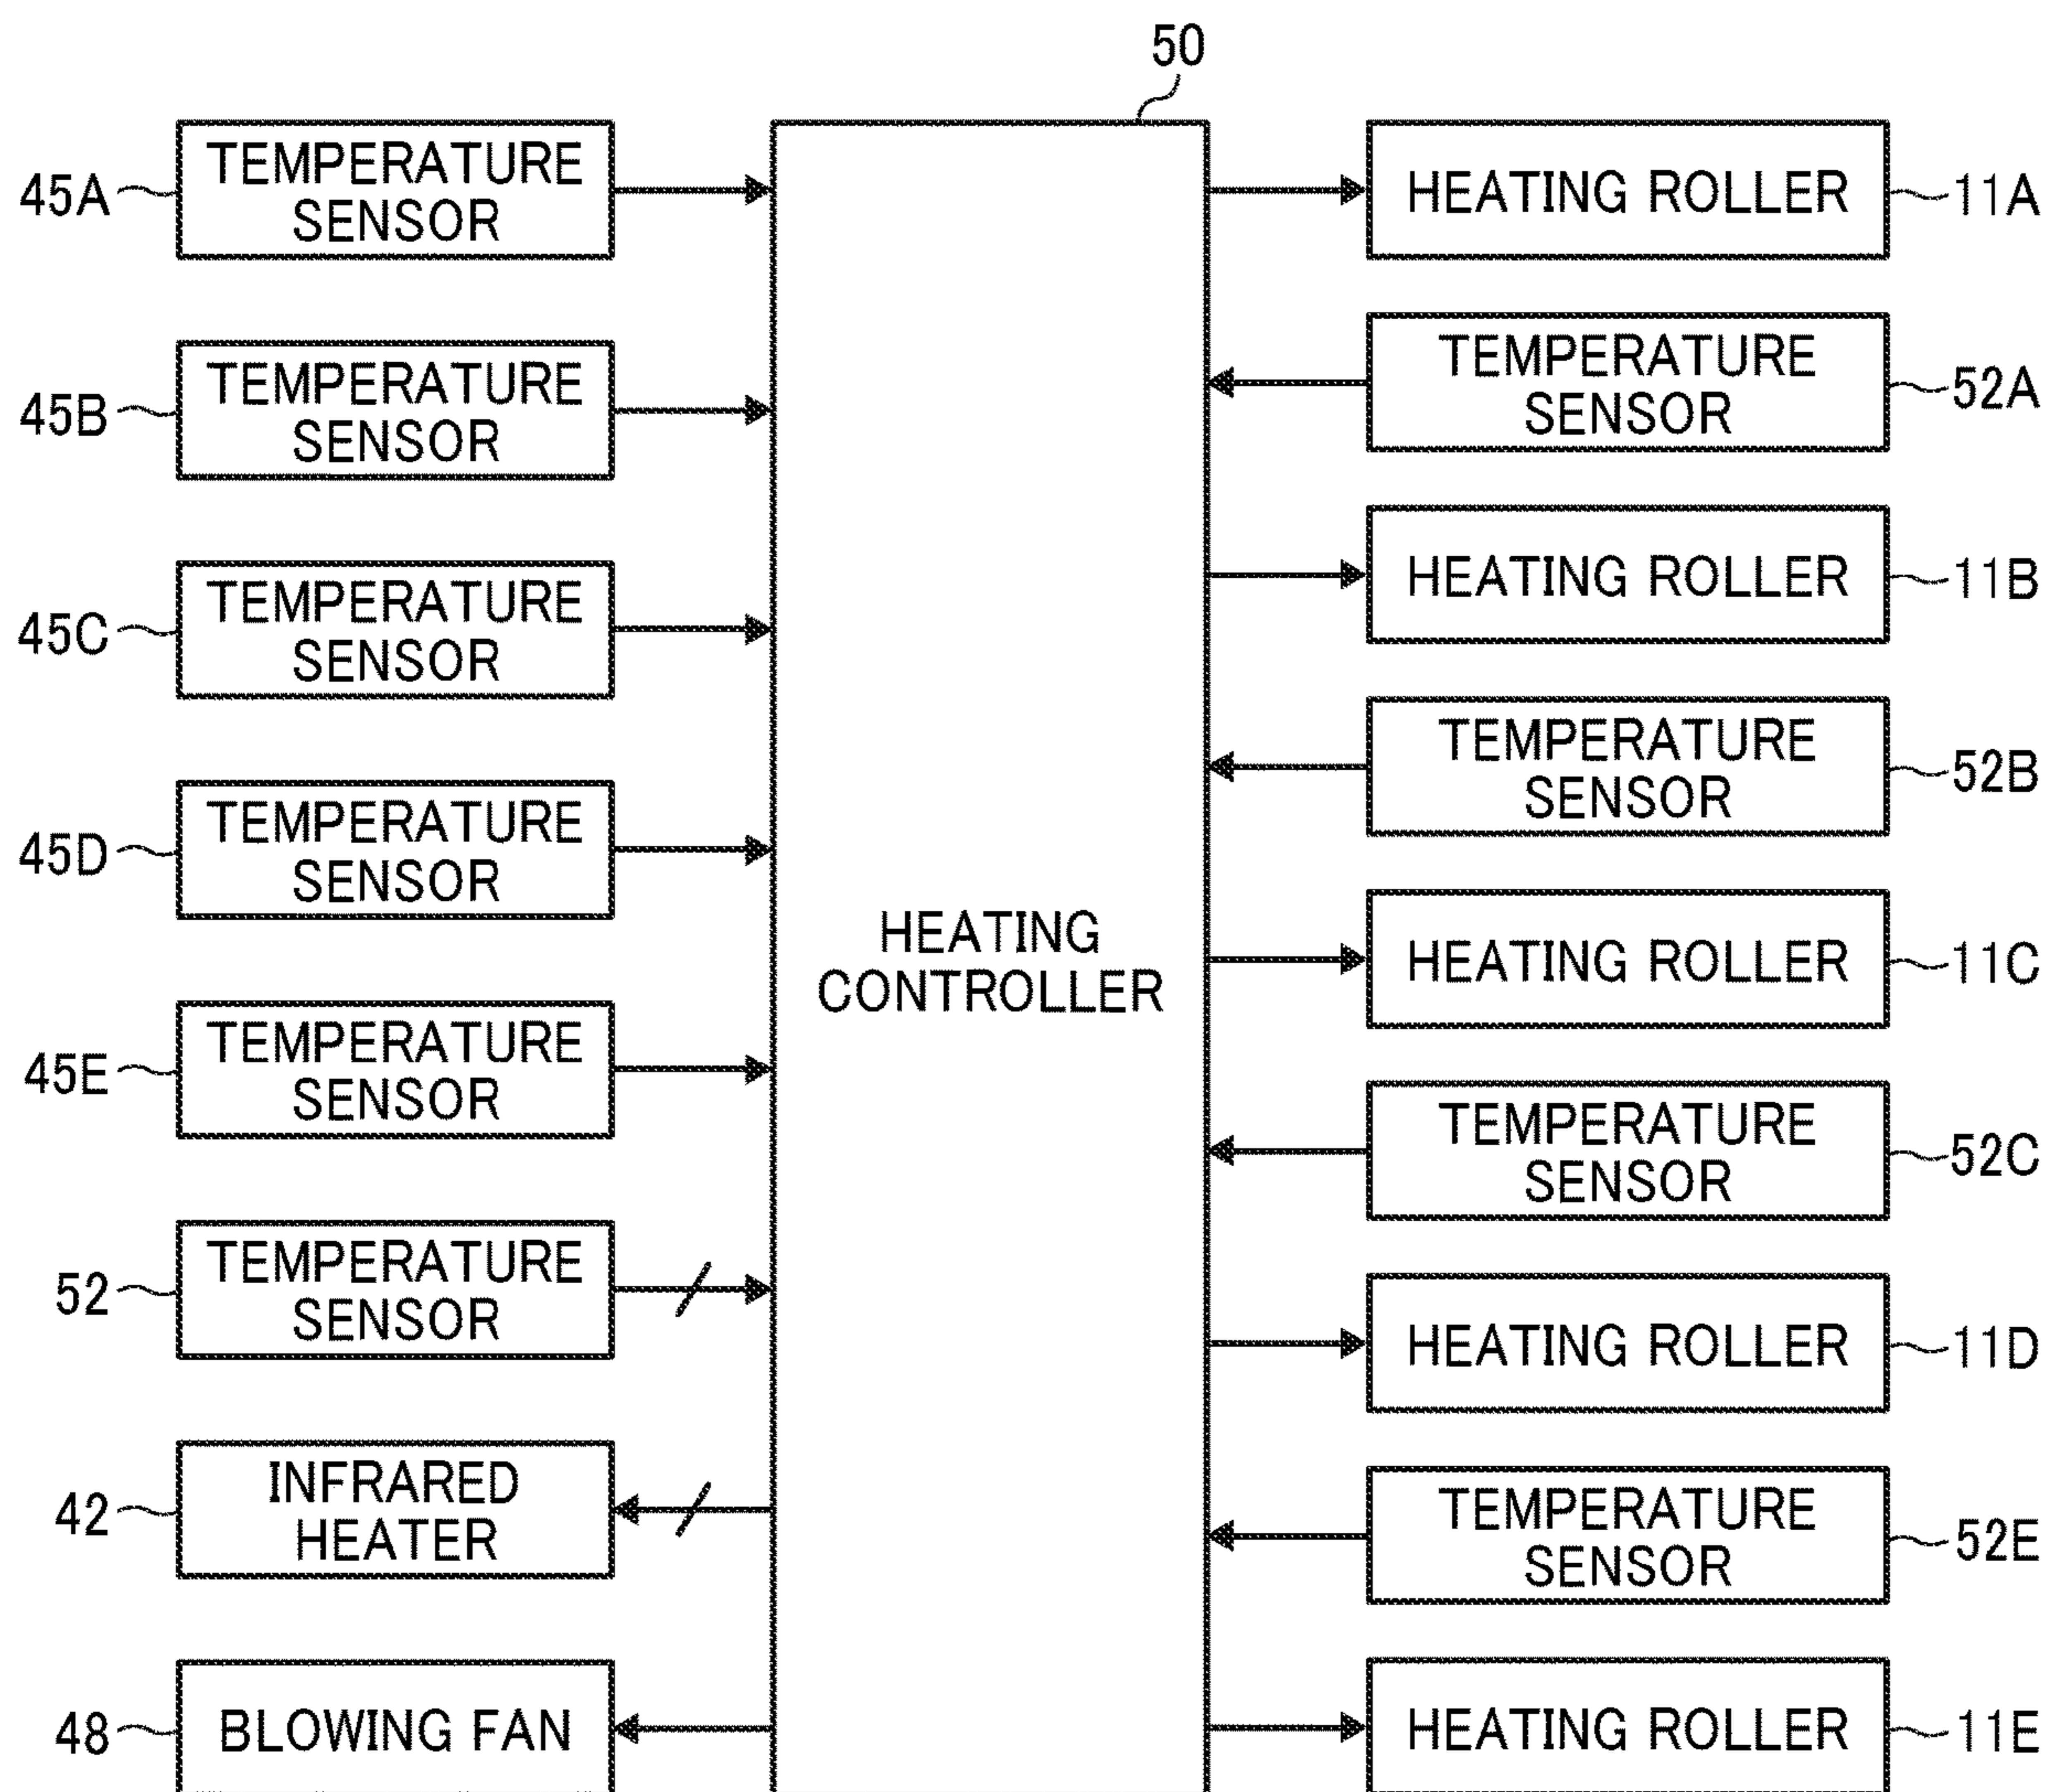 50
45A
TEMPERATURE
SENSOR
45B
TEMPERATURE
SENSOR
45C
TEMPERATURE
SENSOR
45D
TEMPERATURE
SENSOR
45E
TEMPERATURE
SENSOR
52
TEMPERATURE
SENSOR
42
INFRARED
HEATER
48
BLOWING FAN
HEATING
CONTROLLER
HEATING ROLLER
11A
TEMPERATURE
SENSOR
52A
HEATING ROLLER
11B
TEMPERATURE
SENSOR
52B
HEATING ROLLER
11C
TEMPERATURE
SENSOR
52C
HEATING ROLLER
11D
TEMPERATURE
SENSOR
52E
HEATING ROLLER
11E